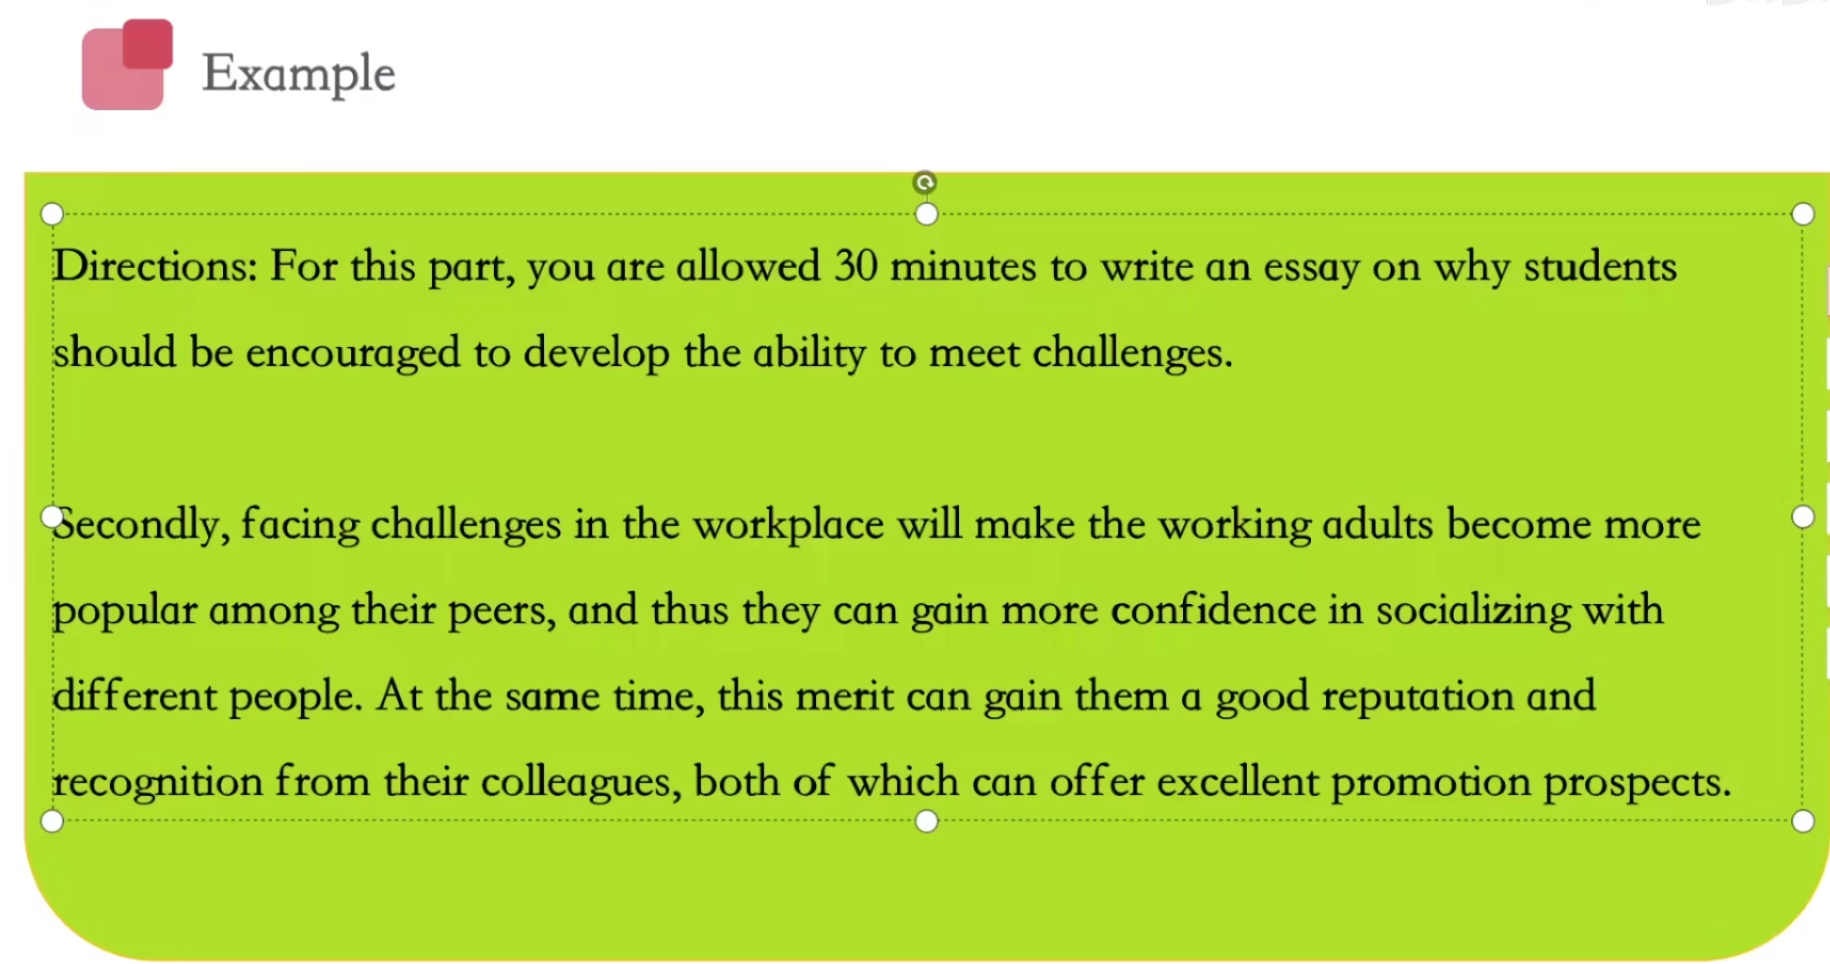 Example
Directions: For this part, you are allowed 30 minutes to write an essay on why students
should be encouraged to develop the ability to meet challenges.
Secondly, facing challenges in the workplace will make the working adults become more
popular among their peers, and thus they can gain more confidence in socializing with
different people. At the same time, this merit can gain them a good reputation and
recognition from their colleagues, both of which can offer excellent promotion prospects.